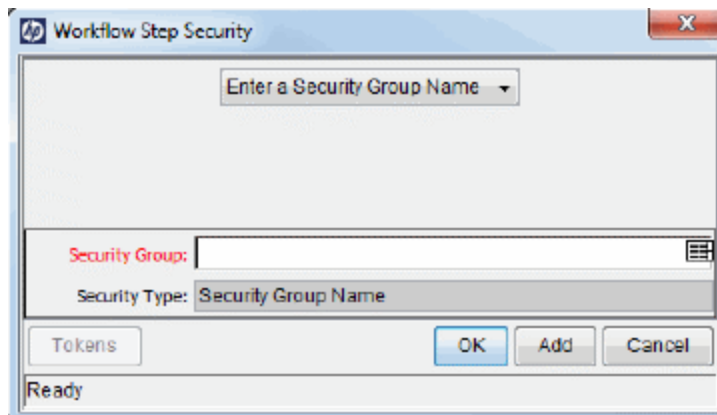 hp Workflow Step Security X
Enter a Security Group Name
Security Group:
Security Type: Security Group Name
Tokens OK Add Cancel
Ready